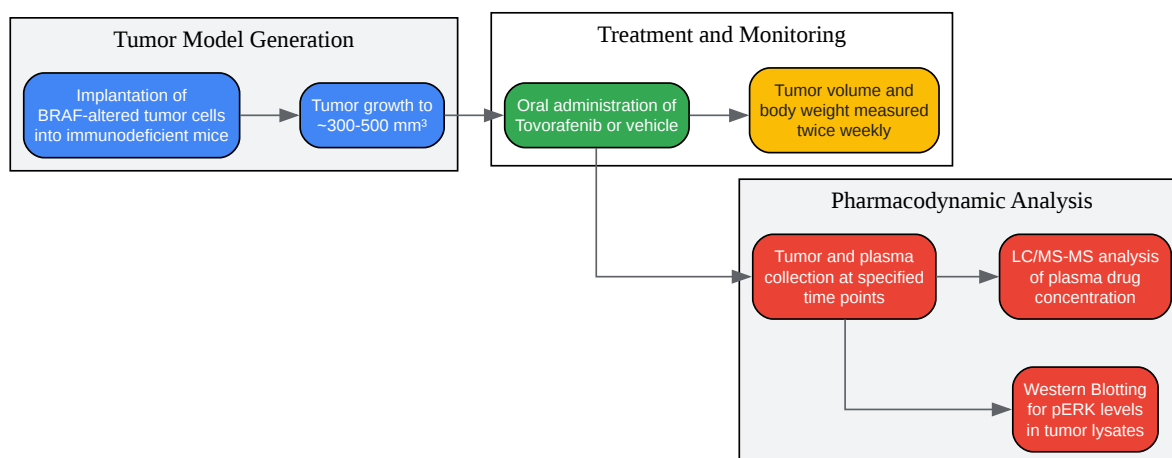 Tumor Model Generation
Implantation of
BRAF-altered tumor cells
into immunodeficient mice
Tumor growth to
~300-500 mm³
Treatment and Monitoring
Oral administration of
Tovorafenib or vehicle
Tumor volume and
body weight measured
twice weekly
Pharmacodynamic Analysis
Tumor and plasma
collection at specified
time points
LC/MS-MS analysis
of plasma drug
concentration
Western Blotting
for pERK levels
in tumor lysates